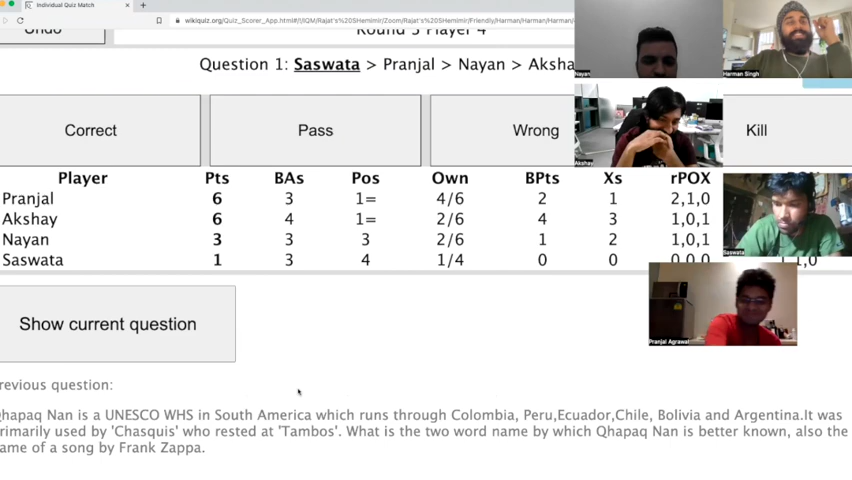 Individual Quiz Match
wikiquiz.org/Quiz_Scorer_App.html#/I/IQM/Rajat's%20SHemimir/Zoom/Rajat's%20SHemimir/Friendly/Harman/Harman/Harman/
Undo
Round 3 Player 4
Question 1: Saswata > Pranjal > Nayan > Aksha
Correct
Pass
Wrong
Kill
Player Pts BAs Pos Own BPts Xs rPOX
Pranjal 6 3 1= 4/6 2 1 2,1,0
Akshay 6 4 1= 2/6 4 3 1,0,1
Nayan 3 3 3 2/6 1 2 1,0,1
Saswata 1 3 4 1/4 0 0 0,0,0 1,1,0
Show current question
revious question:
hapaq Nan is a UNESCO WHS in South America which runs through Colombia, Peru,Ecuador,Chile, Bolivia and Argentina.It was
rimarily used by 'Chasquis' who rested at 'Tambos'. What is the two word name by which Qhapaq Nan is better known, also the
ame of a song by Frank Zappa.
Nayan
Harman Singh
Akshay
Saswata
Pranjal Agrawal